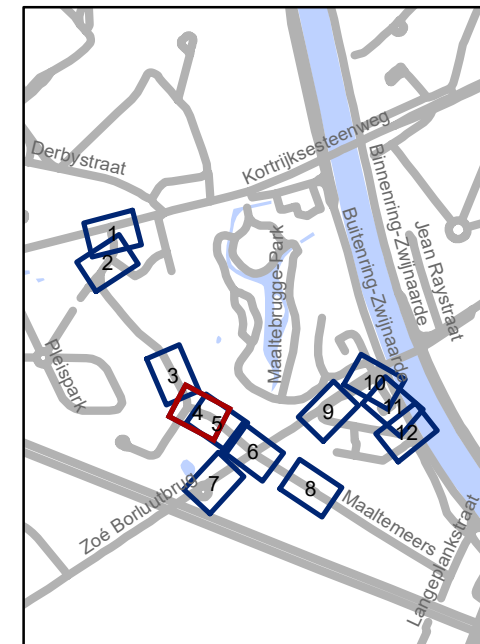 Derbystraat
Kortrijksesteenweg
Binnenring-Zwijnaarde
Jean Raystraat
Buitenring-Zwijnaarde
Maaltebrugge-Park
Pleispark
Zoé Borluutbrug
Maaltemeers
Langeplankstraat
1
2
3
4
5
6
7
8
9
10
11
12